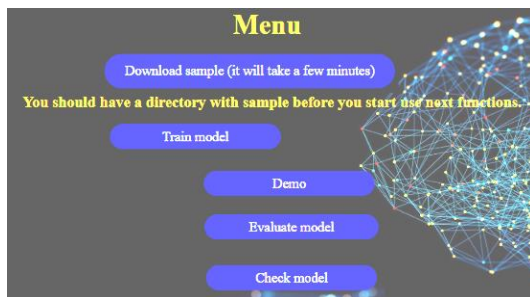 Menu
Download sample (it will take a few minutes)
You should have a directory with sample before you start use next functions.
Train model
Demo
Evaluate model
Check model